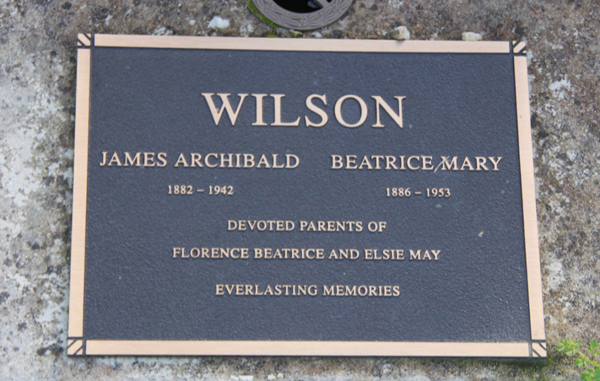 WILSON
JAMES ARCHIBALD BEATRICE MARY
1882 – 1942 1886 – 1953
DEVOTED PARENTS OF
FLORENCE BEATRICE AND ELSIE MAY
EVERLASTING MEMORIES